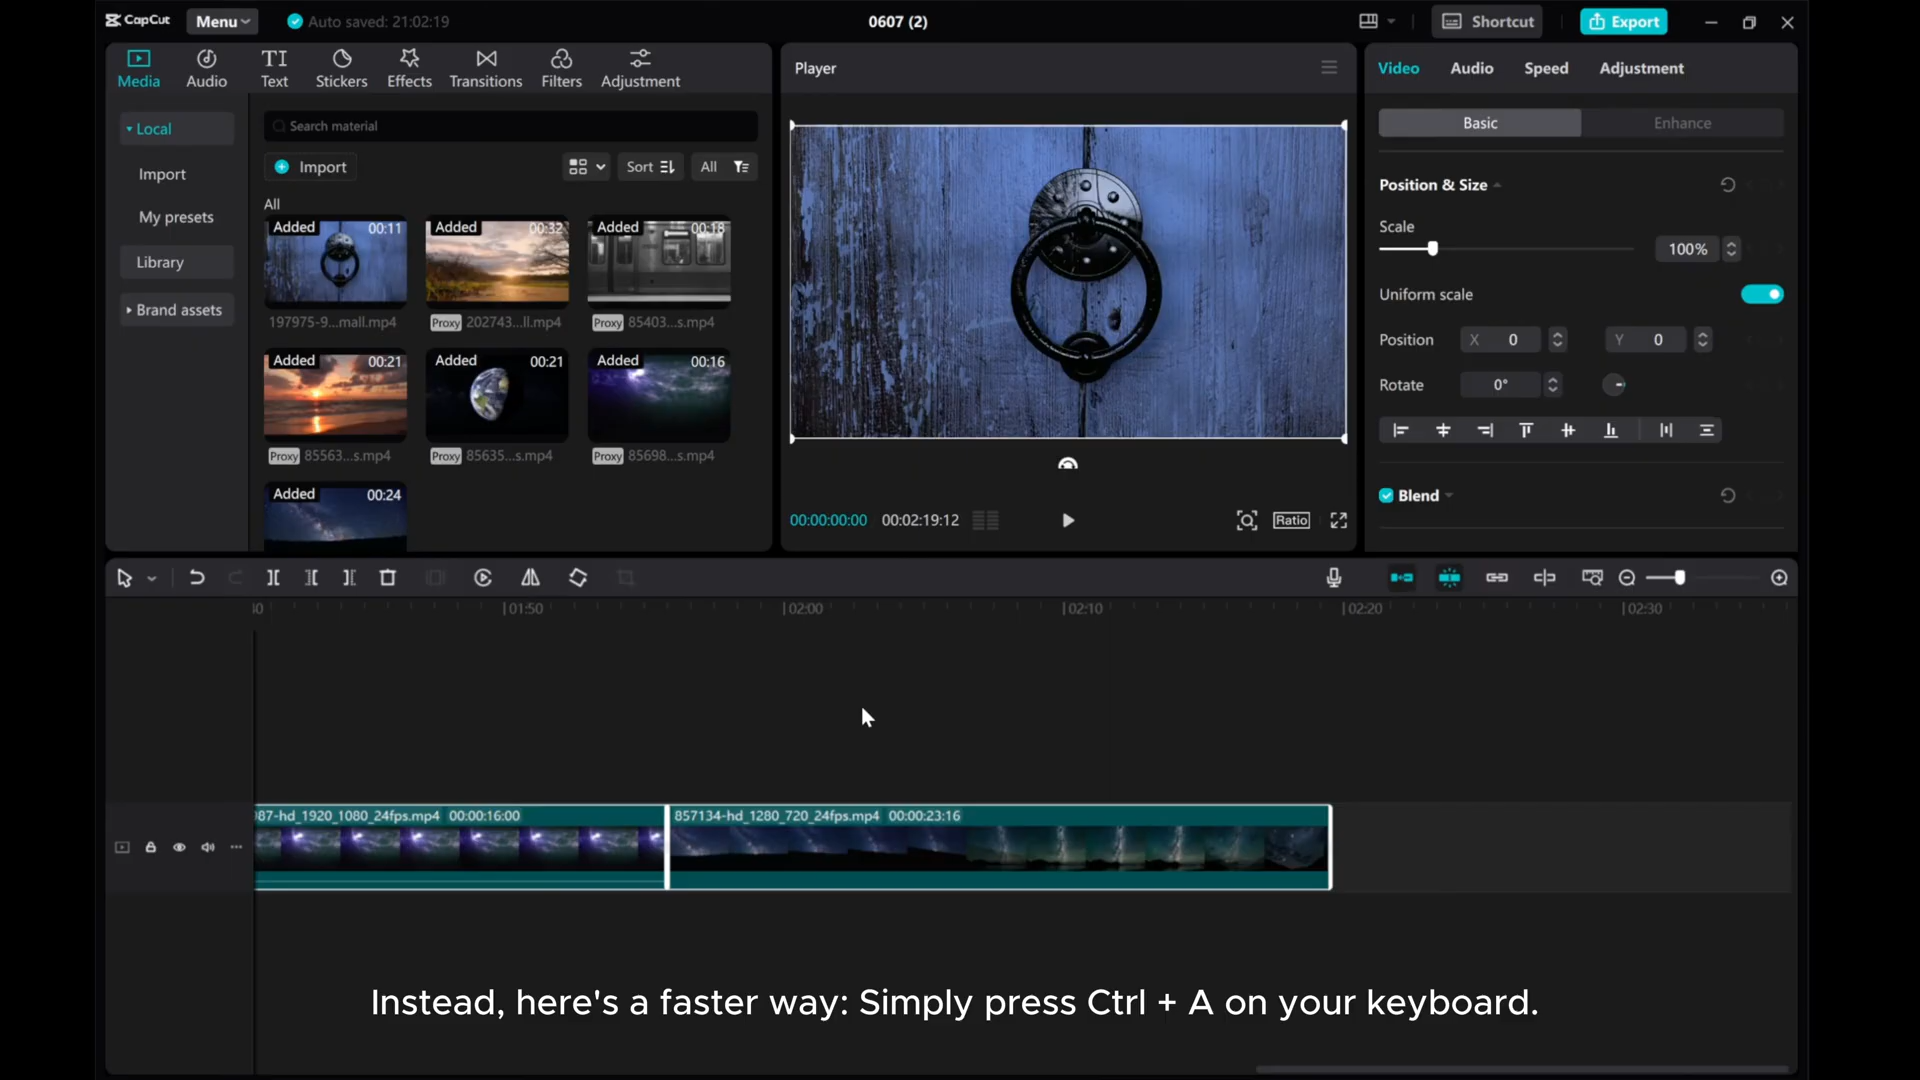 CapCut
Menu
Auto saved: 21:02:19
0607 (2)
Shortcut
Export
Media
Audio
Text
Stickers
Effects
Transitions
Filters
Adjustment
Local
Import
My presets
Library
Brand assets
Search material
Import
Sort
All
All
Added 00:11
Added 00:32
Added 00:18
197975-9...mall.mp4
Proxy 202743...ll.mp4
Proxy 85403...s.mp4
Added 00:21
Added 00:21
Added 00:16
Proxy 85563...s.mp4
Proxy 85635...s.mp4
Proxy 85698...s.mp4
Added 00:24
Player
00:00:00:00 00:02:19:12
Ratio
Video
Audio
Speed
Adjustment
Basic
Enhance
Position & Size
Scale
100%
Uniform scale
Position X 0 Y 0
Rotate 0°
Blend
01:50
02:00
02:10
02:20
02:30
87-hd_1920_1080_24fps.mp4 00:00:16:00
857134-hd_1280_720_24fps.mp4 00:00:23:16
Instead, here's a faster way: Simply press Ctrl + A on your keyboard.